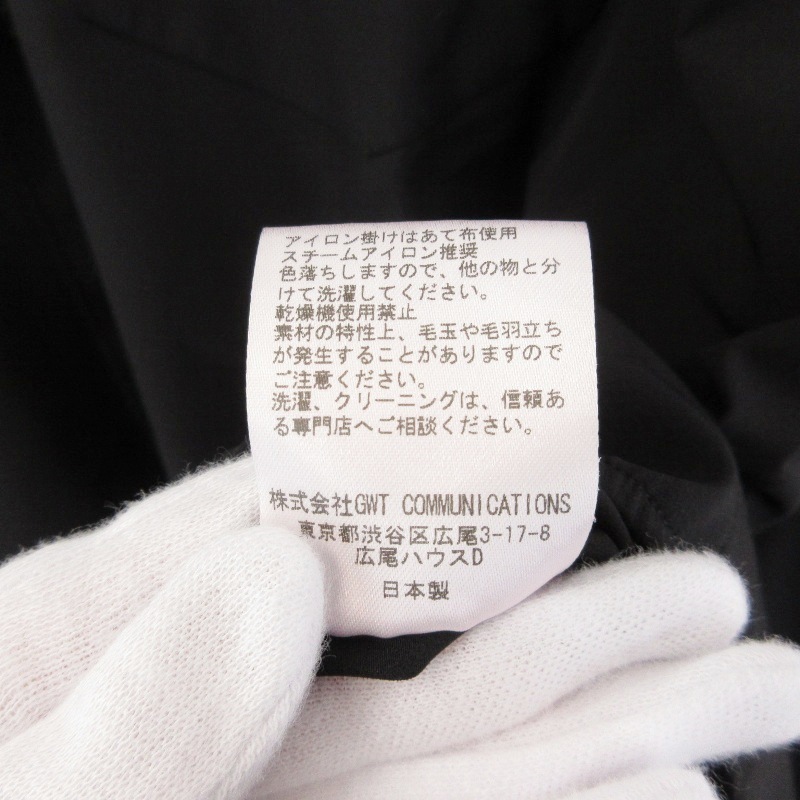 アイロン掛けはあて布使用
スチームアイロン推奨
色落ちしますので、他の物と分
けて洗濯してください。
乾燥機使用禁止
素材の特性上、毛玉や毛羽立ち
が発生することがありますので
ご注意ください。
洗濯、クリーニングは、信頼あ
る専門店へご相談ください。
株式会社GWT COMMUNICATIONS
東京都渋谷区広尾3-17-8
広尾ハウスD
日本製